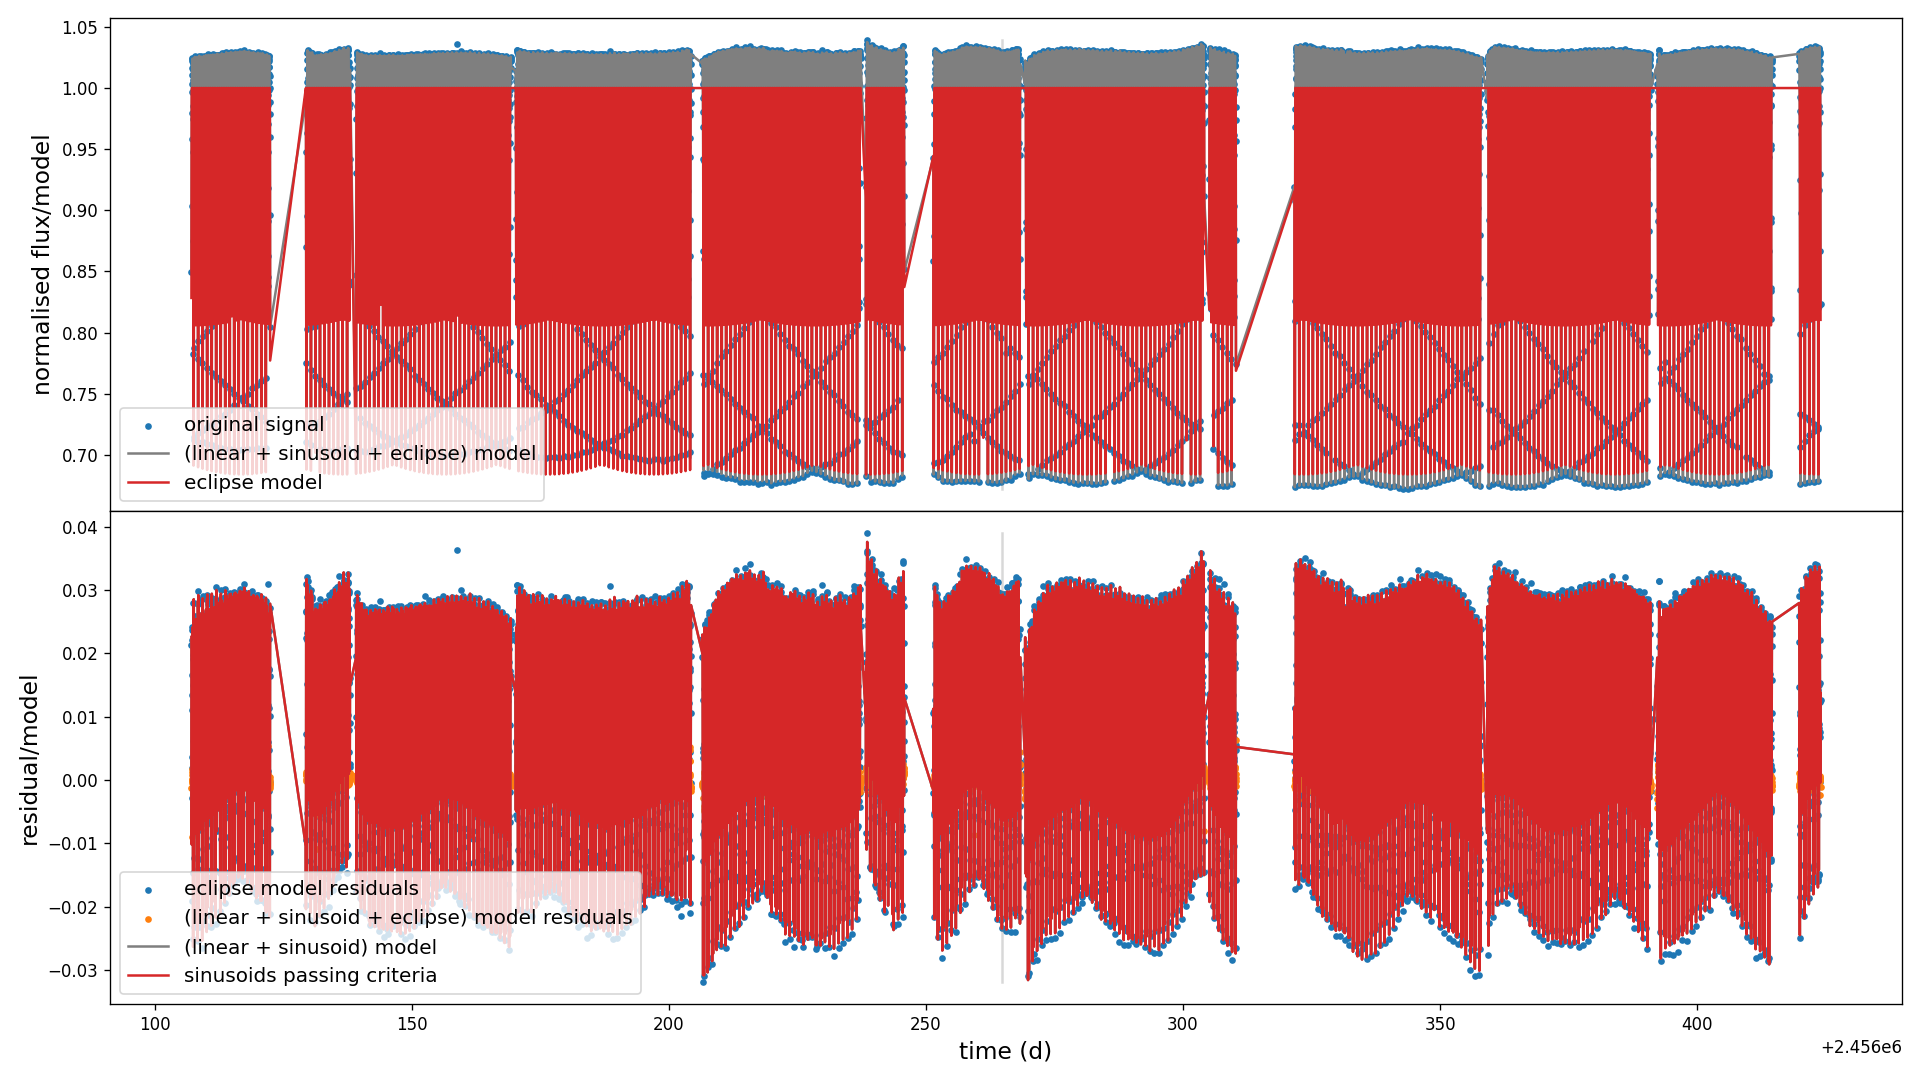 1.05
1.00
0.95
0.90
0.85
0.80
0.75
0.70
normalised flux/model
original signal
(linear + sinusoid + eclipse) model
eclipse model
0.04
0.03
0.02
0.01
0.00
−0.01
−0.02
−0.03
residual/model
eclipse model residuals
(linear + sinusoid + eclipse) model residuals
(linear + sinusoid) model
sinusoids passing criteria
100 150 200 250 300 350 400
time (d)
+2.456e6